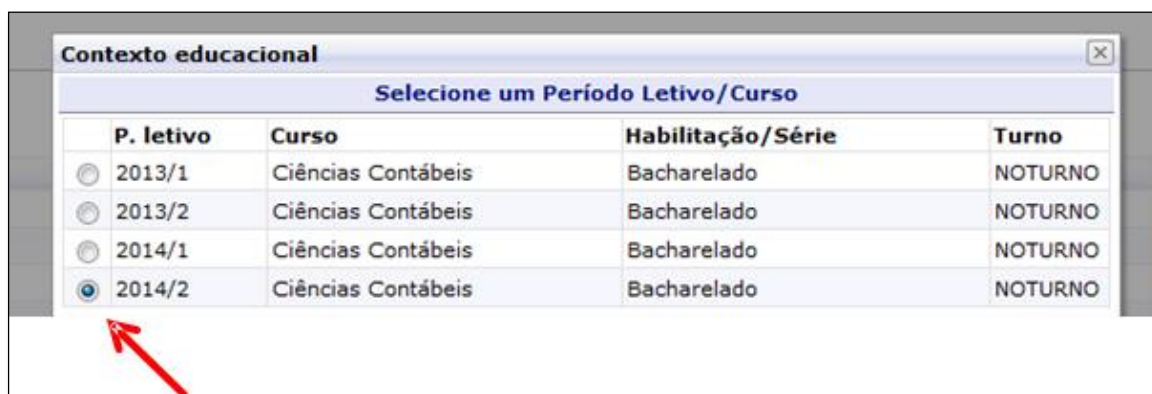 Contexto educacional
Selecione um Período Letivo/Curso
P. letivo Curso Habilitação/Série Turno
2013/1 Ciências Contábeis Bacharelado NOTURNO
2013/2 Ciências Contábeis Bacharelado NOTURNO
2014/1 Ciências Contábeis Bacharelado NOTURNO
2014/2 Ciências Contábeis Bacharelado NOTURNO